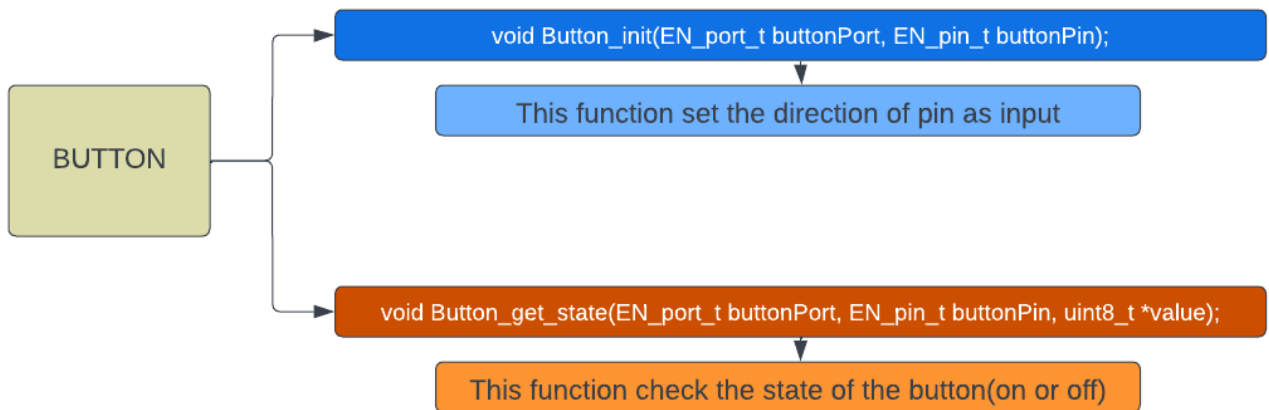 BUTTON
void Button_init(EN_port_t buttonPort, EN_pin_t buttonPin);
This function set the direction of pin as input
void Button_get_state(EN_port_t buttonPort, EN_pin_t buttonPin, uint8_t *value);
This function check the state of the button(on or off)